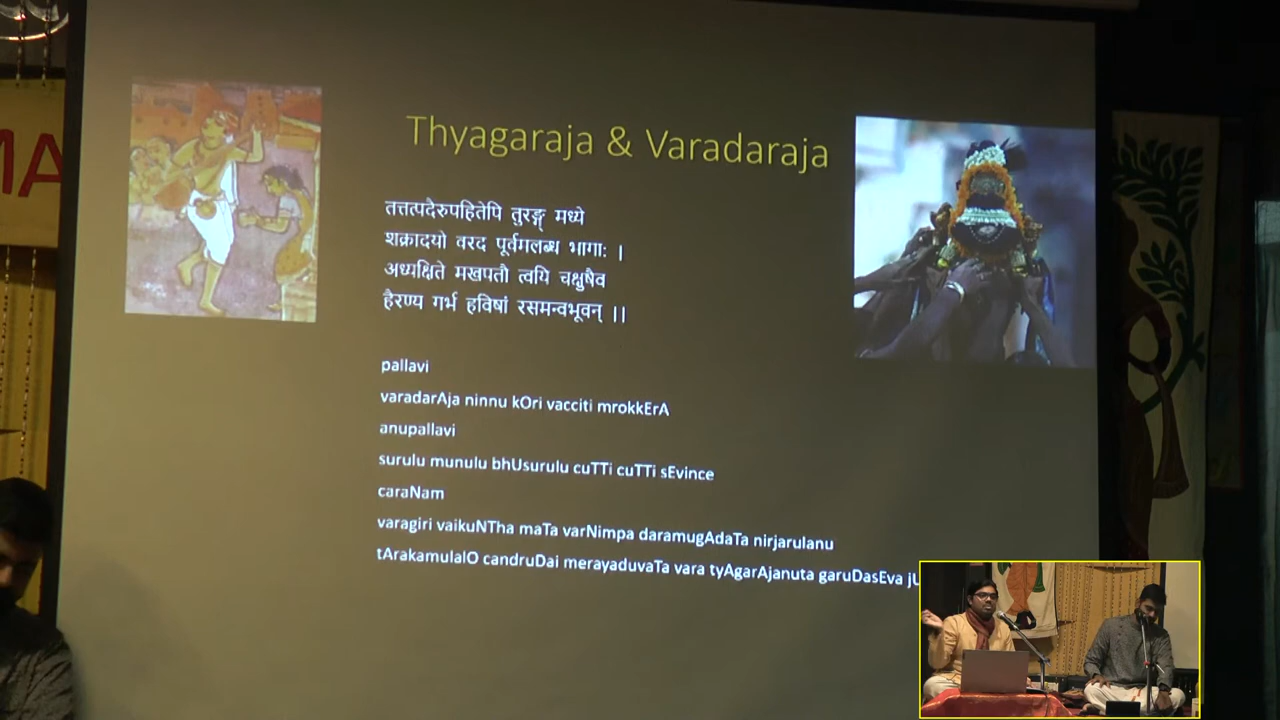 MA
Thyagaraja & Varadaraja
तत्तत्पदैरुपहितेपि तुरङ्ग मध्ये
शक्रादयो वरद पूर्वमलब्ध भागाः |
अध्यक्षिते मखपतौ त्वयि चक्षुषैव
हैरण्य गर्भ हविषां रसमन्वभूवन् ||
pallavi
varadarAja ninnu kOri vacciti mrokkErA
anupallavi
surulu munulu bhUsurulu cuTTi cuTTi sEvince
caraNam
varagiri vaikuNTha maTa varNimpa daramugAdaTa nirjarulanu
tArakamulalO candruDai merayaduvaTa vara tyAgarAjanuta garuDasEva